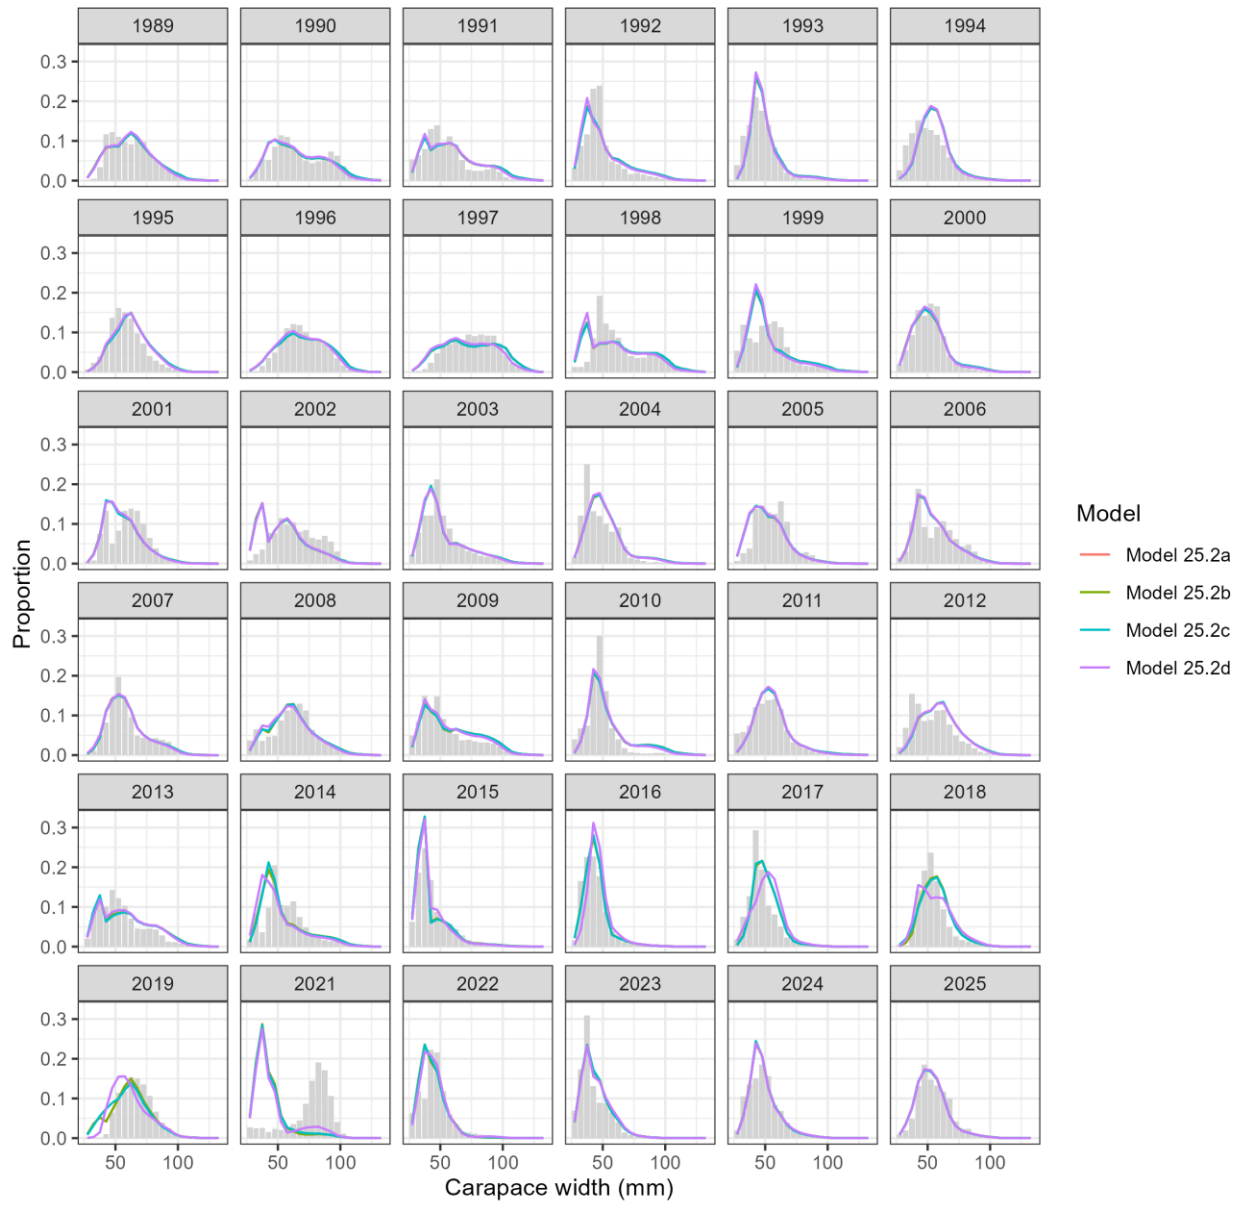 1989 1990 1991 1992 1993 1994
0.3
0.2
0.1
0.0
1995 1996 1997 1998 1999 2000
0.3
0.2
0.1
0.0
2001 2002 2003 2004 2005 2006
0.3
0.2
0.1
0.0
2007 2008 2009 2010 2011 2012
0.3
0.2
0.1
0.0
2013 2014 2015 2016 2017 2018
0.3
0.2
0.1
0.0
2019 2021 2022 2023 2024 2025
0.3
0.2
0.1
0.0
50 100 50 100 50 100 50 100 50 100 50 100
Carapace width (mm)
Proportion
Model
Model 25.2a
Model 25.2b
Model 25.2c
Model 25.2d